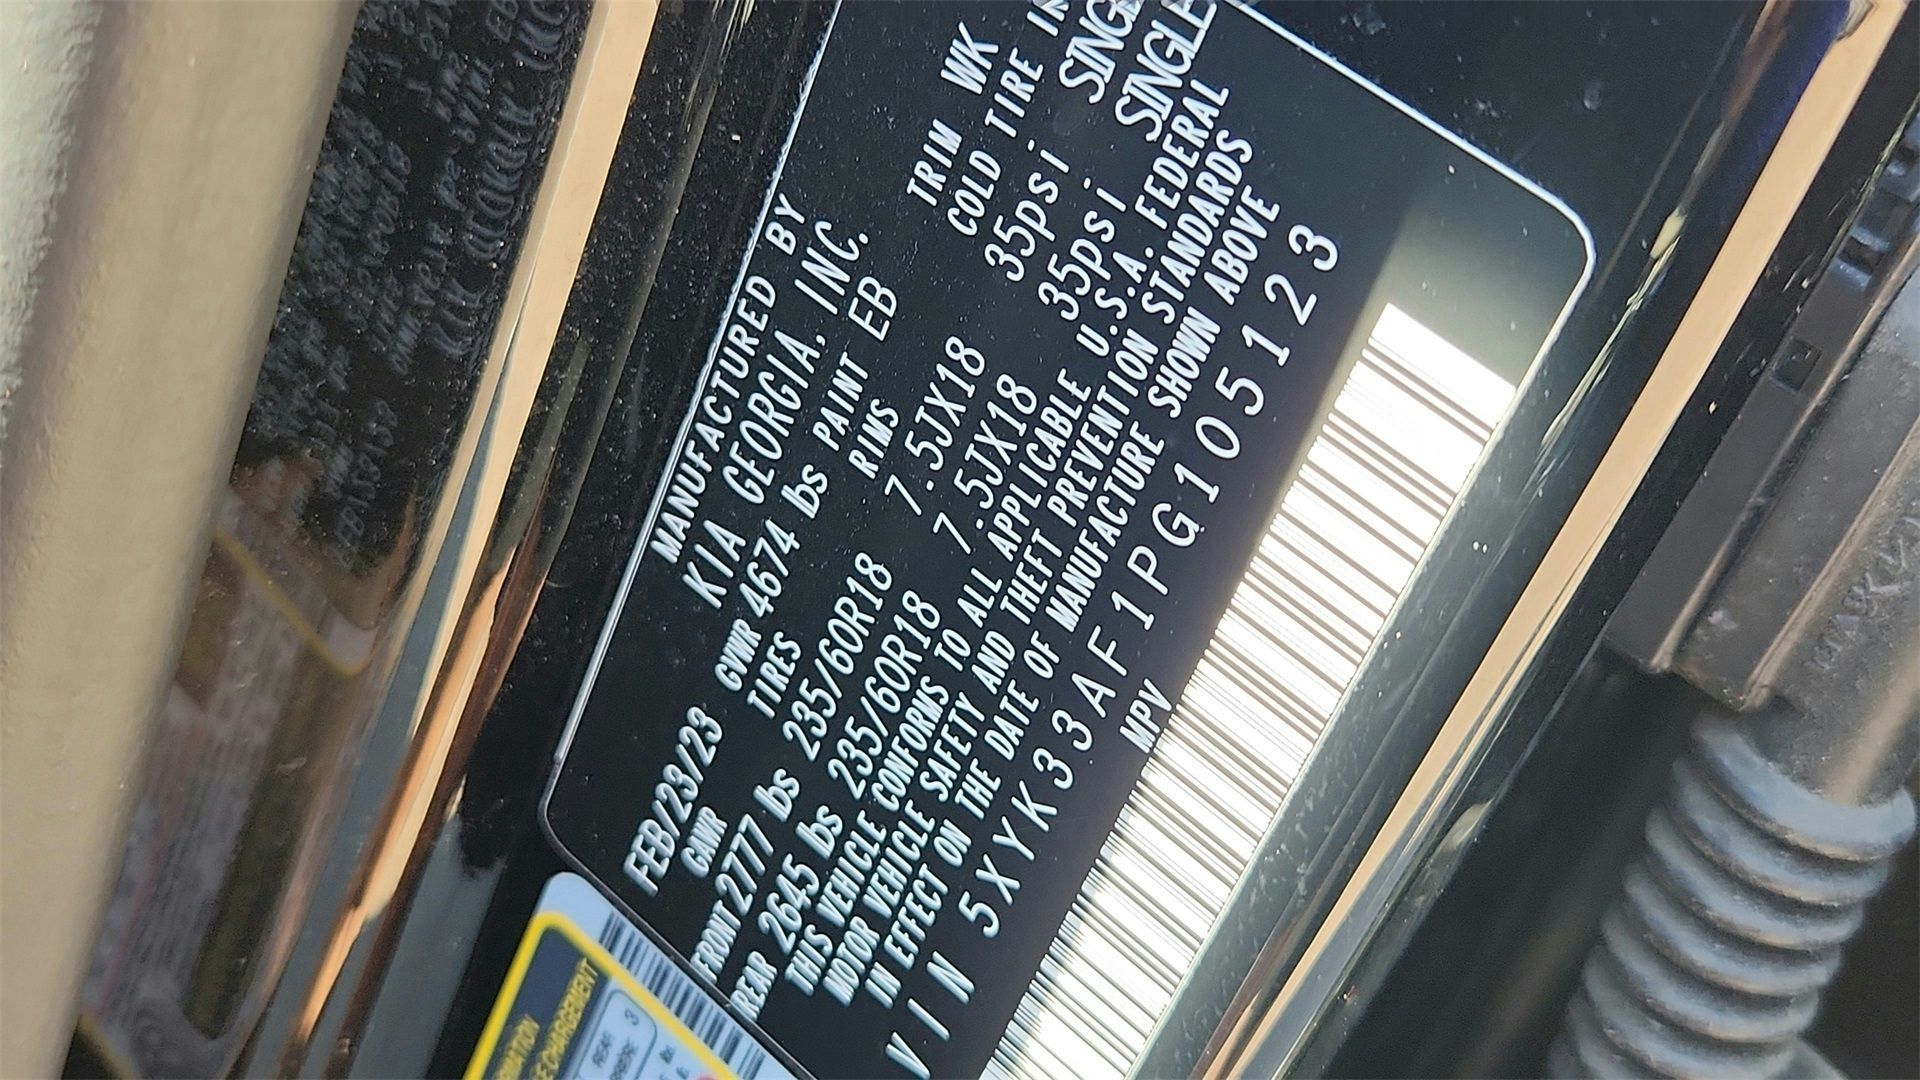 MANUFACTURED BY
KIA GEORGIA, INC.
FEB/23/23 GVWR 4674 lbs PAINT EB TRIM WK
GAWR TIRES RIMS COLD TIRE
FRONT 2777 lbs 235/60R18 7.5JX18 35psi SINGLE
REAR 2645 lbs 235/60R18 7.5JX18 35psi SINGLE
THIS VEHICLE CONFORMS TO ALL APPLICABLE U.S.A. FEDERAL
MOTOR VEHICLE SAFETY AND THEFT PREVENTION STANDARDS
IN EFFECT ON THE DATE OF MANUFACTURE SHOWN ABOVE
VIN 5XYK33AF1PG105123
MPV
REAR 3